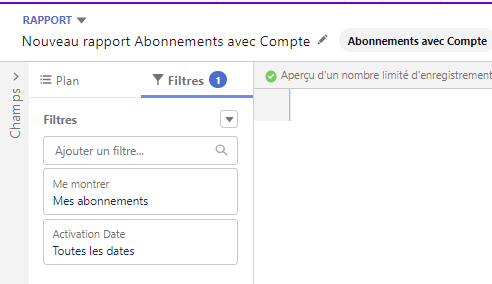 RAPPORT
Nouveau rapport Abonnements avec Compte
Abonnements avec Compte
Champs
Plan
Filtres 1
Aperçu d'un nombre limité d'enregistrement
Filtres
Ajouter un filtre...
Me montrer
Mes abonnements
Activation Date
Toutes les dates